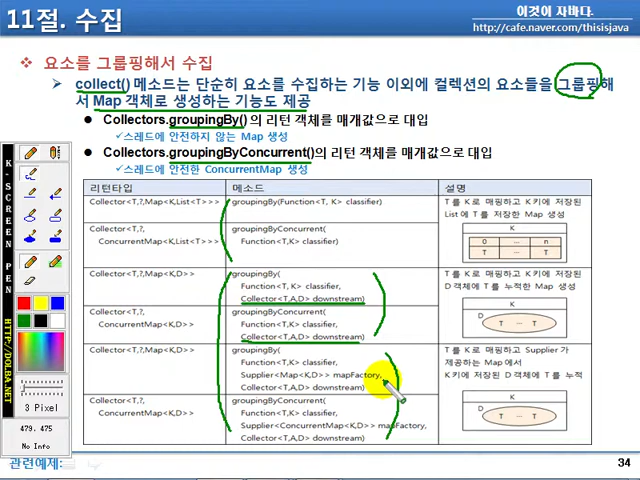 11절. 수집
이것이 자바다.
http://cafe.naver.com/thisisjava
❖ 요소를 그룹핑해서 수집
➢ collect() 메소드는 단순히 요소를 수집하는 기능 이외에 컬렉션의 요소들을 그룹핑해
서 Map 객체로 생성하는 기능도 제공
● Collectors.groupingBy()의 리턴 객체를 매개값으로 대입
✓스레드에 안전하지 않는 Map 생성
● Collectors.groupingByConcurrent()의 리턴 객체를 매개값으로 대입
✓스레드에 안전한 ConcurrentMap 생성
리턴타입 메소드 설명
Collector<T,?,Map<K,List<T>>>
groupingBy(Function<T, K> classifier)
T를 K로 매핑하고 K키에 저장된
List에 T를 저장한 Map 생성
K
0 ··· n
T ··· T
Collector<T,?,
ConcurrentMap<K,List<T>>>
groupingByConcurrent(
Function<T,K> classifier)
Collector<T,?,Map<K,D>>
groupingBy(
Function<T, K> classifier,
Collector<T,A,D> downstream)
T를 K로 매핑하고 K키에 저장된
D객체에 T를 누적한 Map 생성
K
D
T ··· T
Collector<T,?,
ConcurrentMap<K,D>>
groupingByConcurrent(
Function<T,K> classifier,
Collector<T,A,D> downstream)
Collector<T,?,Map<K,D>>
groupingBy(
Function<T,K> classifier,
Supplier<Map<K,D>> mapFactory,
Collector<T,A,D> downstream)
T를 K로 매핑하고 Supplier가
제공하는 Map에서
K키에 저장된 D객체에 T를 누적
K
D
T ··· T
Collector<T,?,
ConcurrentMap<K,D>>
groupingByConcurrent(
Function<T,K> classifier,
Supplier<ConcurrentMap<K,D>> mapFactory,
Collector<T,A,D> downstream)
관련예제:
34
K-SCREEN PEN
HTTP://DOLBA.NET
3 Pixel
479, 475
No Info